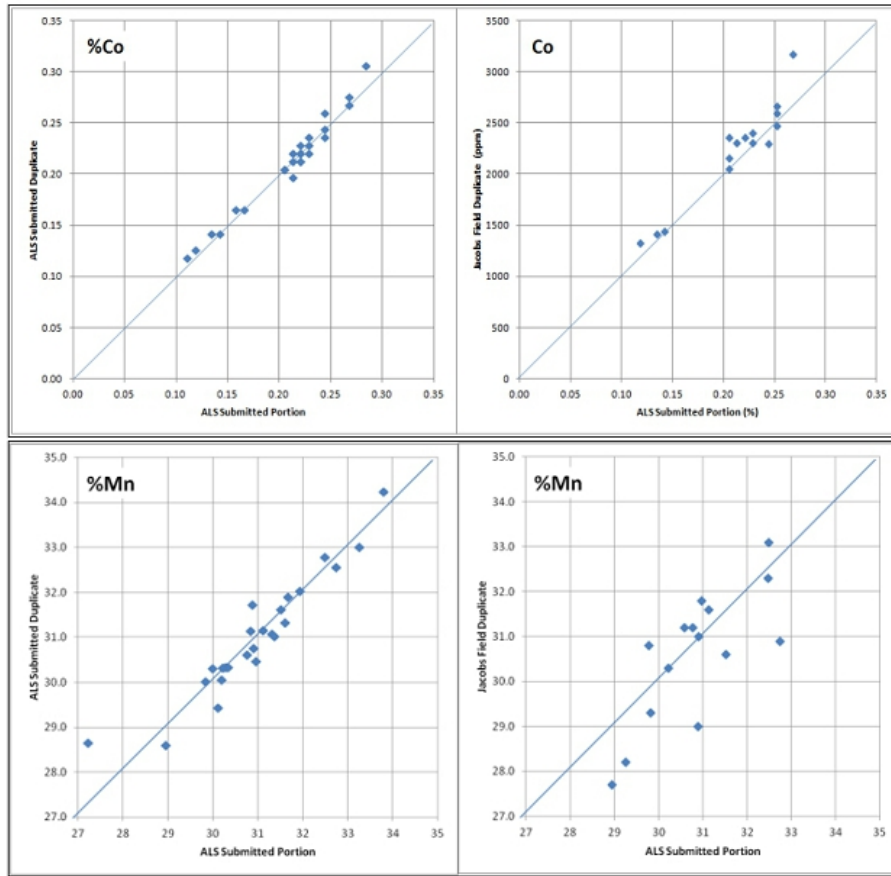 %Co
0.35
0.30
0.25
0.20
0.15
0.10
0.05
0.00
ALS Submitted Duplicate
0.00 0.05 0.10 0.15 0.20 0.25 0.30 0.35
ALS Submitted Portion
Co
3500
3000
2500
2000
1500
1000
500
0
Jacobs Field Duplicate (ppm)
0.00 0.05 0.10 0.15 0.20 0.25 0.30 0.35
ALS Submitted Portion (%)
%Mn
35.0
34.0
33.0
32.0
31.0
30.0
29.0
28.0
27.0
ALS Submitted Duplicate
27 28 29 30 31 32 33 34 35
ALS Submitted Portion
%Mn
35.0
34.0
33.0
32.0
31.0
30.0
29.0
28.0
27.0
Jacobs Field Duplicate
27 28 29 30 31 32 33 34 35
ALS Submitted Portion